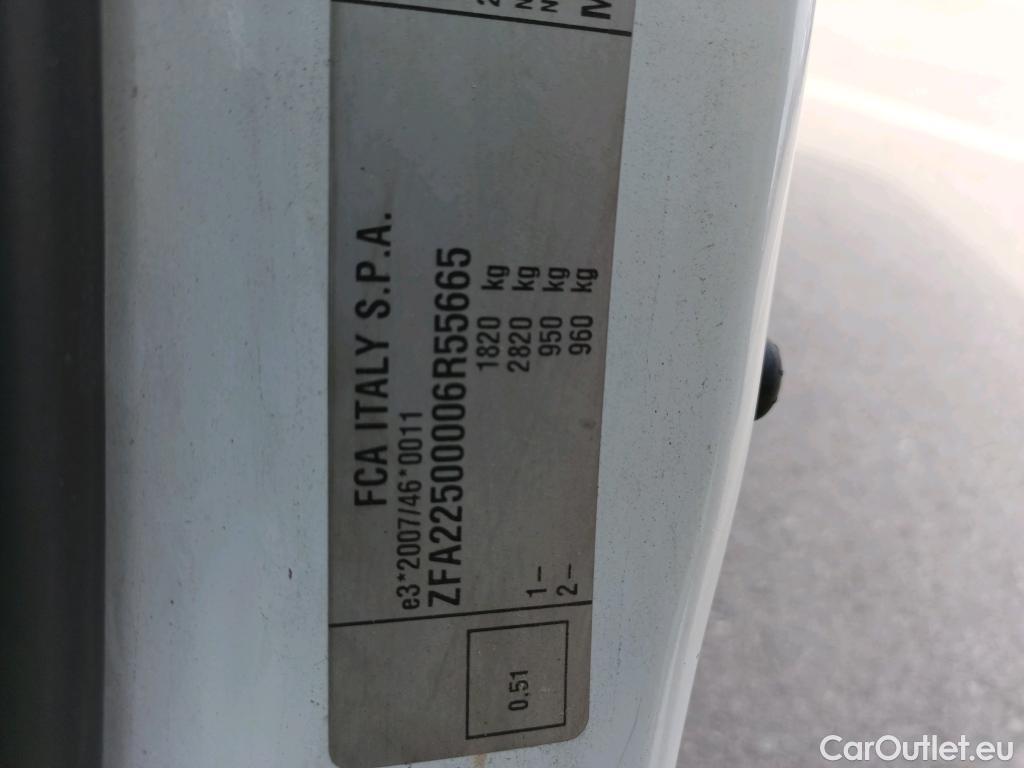 FCA ITALY S.P.A.
e3*2007/46*0011
ZFA22500006R55665
1820 kg
2820 kg
1– 950 kg
2– 960 kg
0.51
CarOutlet.eu